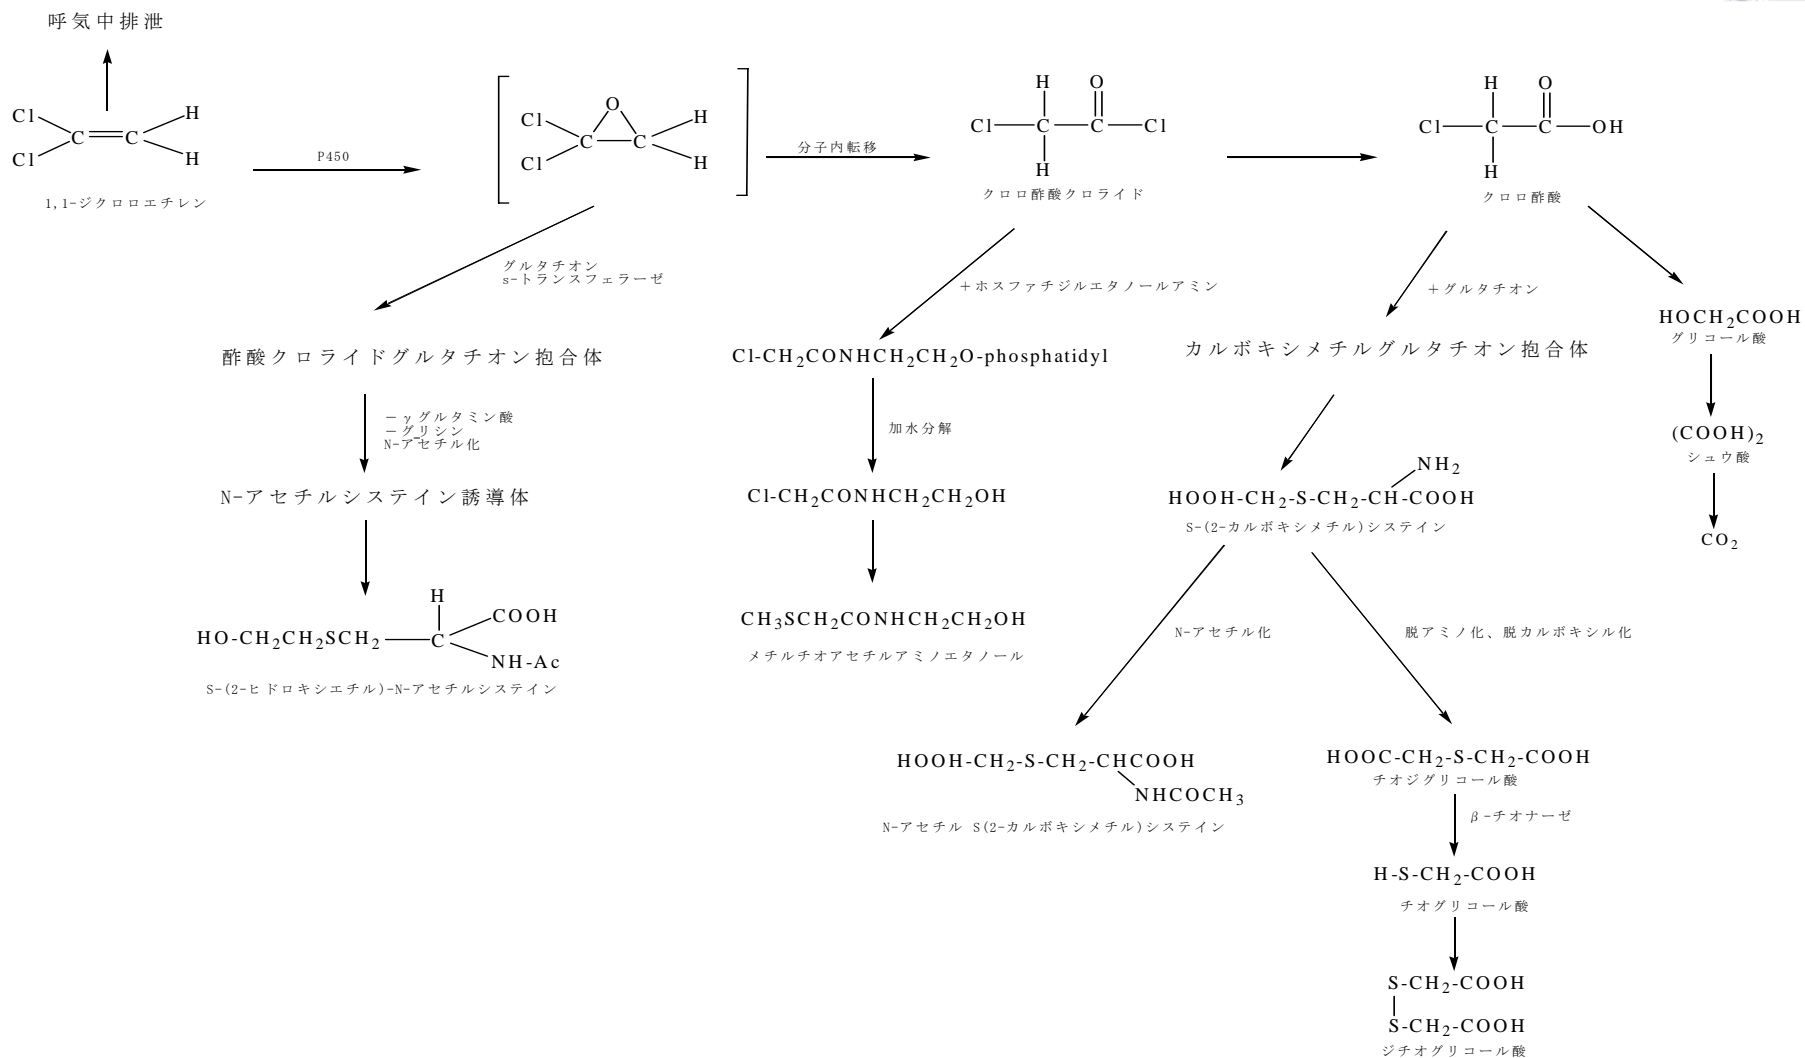 呼気中排泄
Cl
Cl
C
C
H
H
1,1-ジクロロエチレン
P450
Cl
Cl
O
C
C
H
H
分子内転移
H
O
Cl
C
C
Cl
H
クロロ酢酸クロライド
H
O
Cl
C
C
OH
H
クロロ酢酸
グルタチオン
s-トランスフェラーゼ
酢酸クロライドグルタチオン抱合体
－γグルタミン酸
－グリシン
N-アセチル化
N-アセチルシステイン誘導体
H
COOH
HO-CH₂CH₂SCH₂
C
NH-Ac
S-(2-ヒドロキシエチル)-N-アセチルシステイン
＋ホスファチジルエタノールアミン
Cl-CH₂CONHCH₂CH₂O-phosphatidyl
加水分解
Cl-CH₂CONHCH₂CH₂OH
CH₃SCH₂CONHCH₂CH₂OH
メチルチオアセチルアミノエタノール
＋グルタチオン
カルボキシメチルグルタチオン抱合体
NH₂
HOOH-CH₂-S-CH₂-CH-COOH
S-(2-カルボキシメチル)システイン
N-アセチル化
HOOH-CH₂-S-CH₂-CHCOOH
NHCOCH₃
N-アセチル S(2-カルボキシメチル)システイン
脱アミノ化、脱カルボキシル化
HOOC-CH₂-S-CH₂-COOH
チオジグリコール酸
β-チオナーゼ
H-S-CH₂-COOH
チオグリコール酸
S-CH₂-COOH
S-CH₂-COOH
ジチオグリコール酸
HOCH₂COOH
グリコール酸
(COOH)₂
シュウ酸
CO₂